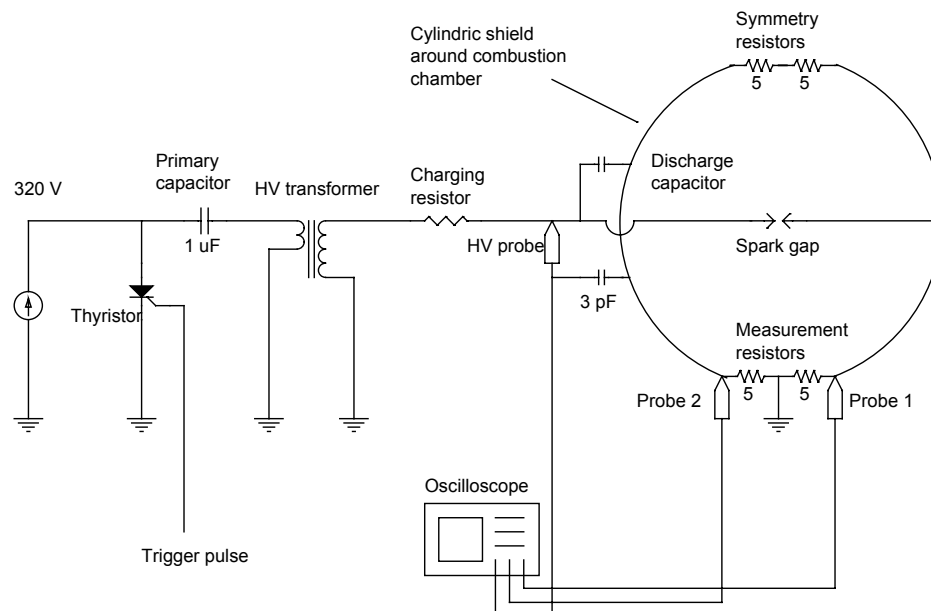 Symmetry
resistors
5 5
Cylindric shield
around combustion
chamber
Discharge
capacitor
Primary
capacitor
320 V
HV transformer
Charging
resistor
1 uF
HV probe
Spark gap
Thyristor
3 pF
Measurement
resistors
5 5
Probe 2
Probe 1
Oscilloscope
Trigger pulse